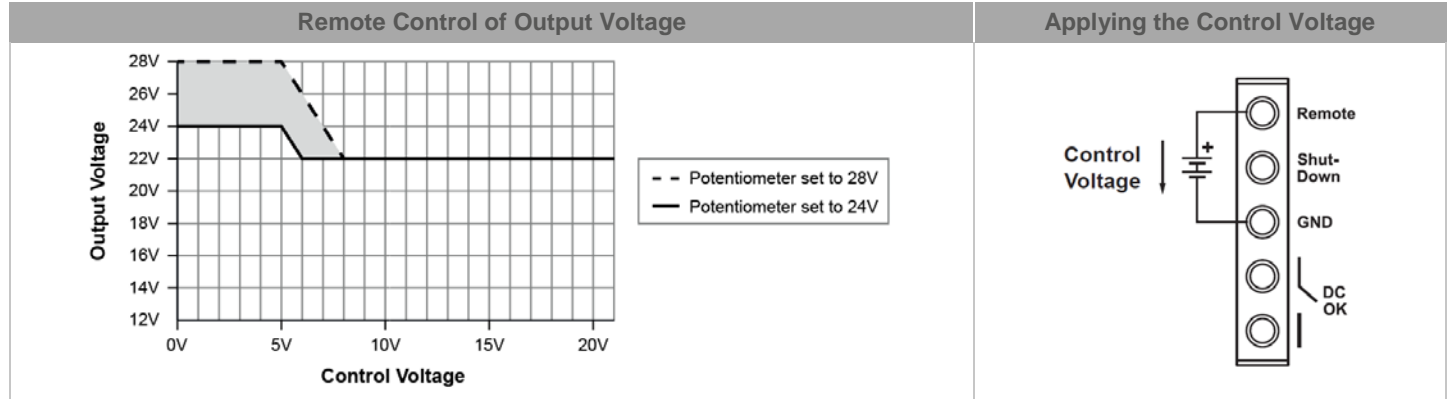 Remote Control of Output Voltage
Applying the Control Voltage
28V
26V
24V
22V
20V
18V
16V
14V
12V
Output Voltage
0V 5V 10V 15V 20V
Control Voltage
- - Potentiometer set to 28V
— Potentiometer set to 24V
Control
Voltage
+
Remote
Shut-
Down
GND
DC
OK